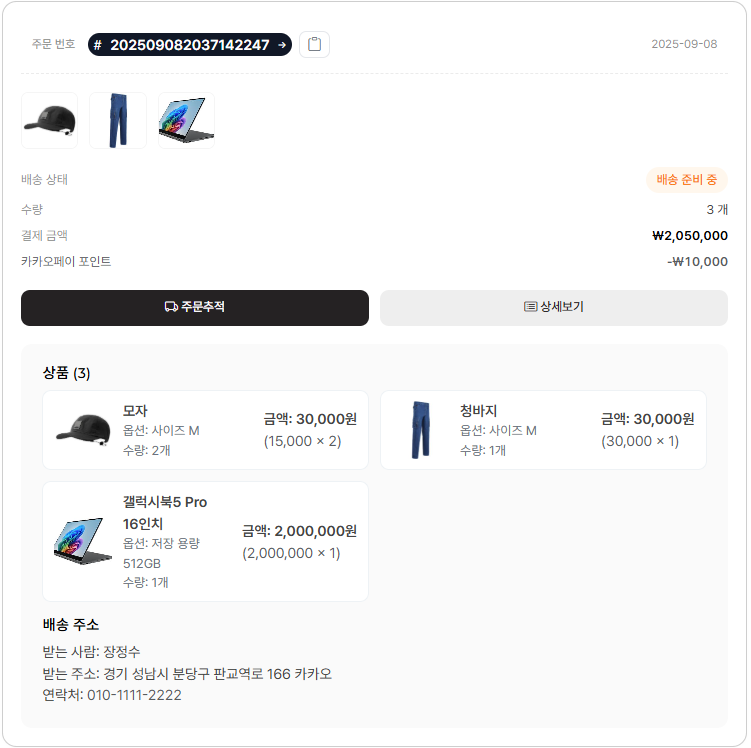 주문 번호 # 202509082037142247 → 2025-09-08
배송 상태 배송 준비 중
수량 3 개
결제 금액 ₩2,050,000
카카오페이 포인트 -₩10,000
주문추적 상세보기
상품 (3)
모자
옵션: 사이즈 M
수량: 2개
금액: 30,000원
(15,000 × 2)
청바지
옵션: 사이즈 M
수량: 1개
금액: 30,000원
(30,000 × 1)
갤럭시북5 Pro
16인치
옵션: 저장 용량
512GB
수량: 1개
금액: 2,000,000원
(2,000,000 × 1)
배송 주소
받는 사람: 장정수
받는 주소: 경기 성남시 분당구 판교역로 166 카카오
연락처: 010-1111-2222